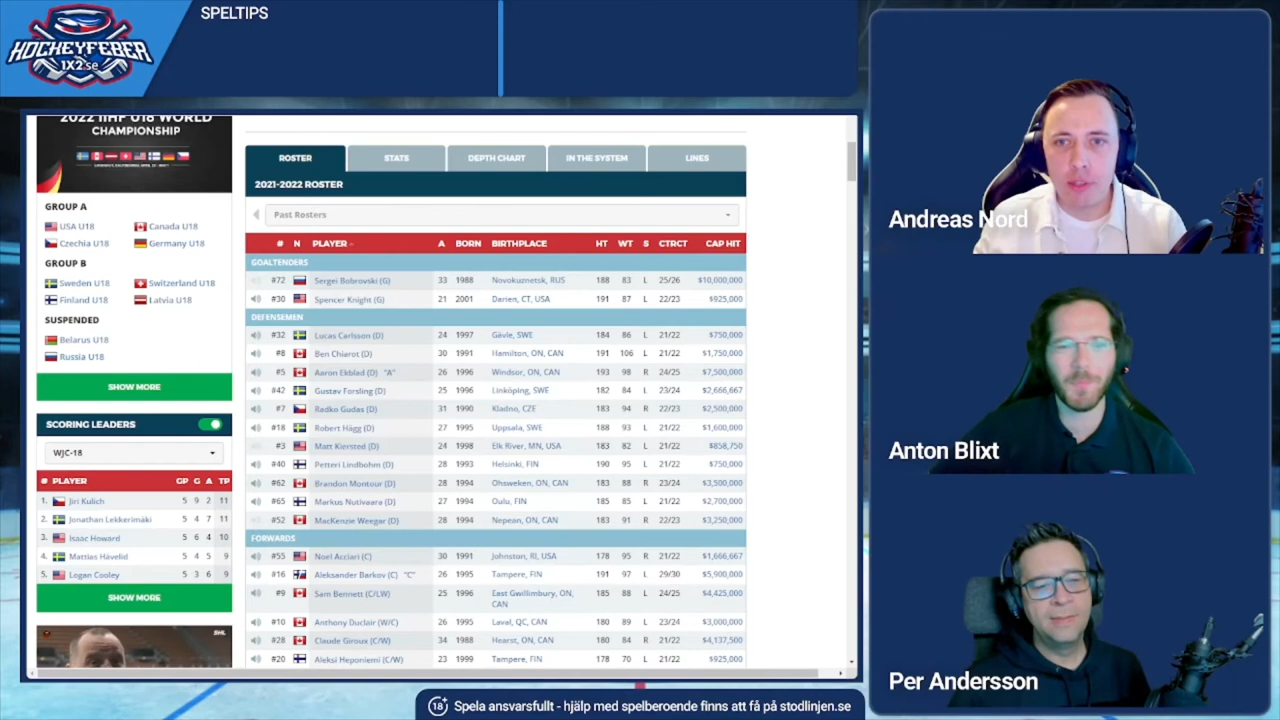 SPELTIPS
HOCKEYFEBER
1X2.se
2022 IIHF U18 WORLD
CHAMPIONSHIP
GROUP A
USA U18 Canada U18
Czechia U18 Germany U18
GROUP B
Sweden U18 Switzerland U18
Finland U18 Latvia U18
SUSPENDED
Belarus U18
Russia U18
SHOW MORE
SCORING LEADERS
WJC-18
# PLAYER GP G A TP
1. Jiri Kulich 5 9 2 11
2. Jonathan Lekkerimäki 5 4 7 11
3. Isaac Howard 5 6 4 10
4. Mattias Hävelid 5 4 5 9
5. Logan Cooley 5 3 6 9
SHOW MORE
SHL
ROSTER STATS DEPTH CHART IN THE SYSTEM LINES
2021-2022 ROSTER
Past Rosters
# N PLAYER A BORN BIRTHPLACE HT WT S CTRCT CAP HIT
GOALTENDERS
#72 Sergei Bobrovski (G) 33 1988 Novokuznetsk, RUS 188 83 L 25/26 $10,000,000
#30 Spencer Knight (G) 21 2001 Darien, CT, USA 191 87 L 22/23 $925,000
DEFENSEMEN
#32 Lucas Carlsson (D) 24 1997 Gävle, SWE 184 86 L 21/22 $750,000
#8 Ben Chiarot (D) 30 1991 Hamilton, ON, CAN 191 106 L 21/22 $1,750,000
#5 Aaron Ekblad (D) "A" 26 1996 Windsor, ON, CAN 193 98 R 24/25 $7,500,000
#42 Gustav Forsling (D) 25 1996 Linköping, SWE 182 84 L 23/24 $2,666,667
#7 Radko Gudas (D) 31 1990 Kladno, CZE 183 94 R 22/23 $2,500,000
#18 Robert Hägg (D) 27 1995 Uppsala, SWE 188 93 L 21/22 $1,600,000
#3 Matt Kiersted (D) 24 1998 Elk River, MN, USA 183 82 L 21/22 $858,750
#40 Petteri Lindbohm (D) 28 1993 Helsinki, FIN 190 95 L 21/22 $750,000
#62 Brandon Montour (D) 28 1994 Ohsweken, ON, CAN 183 88 R 23/24 $3,500,000
#65 Markus Nutivaara (D) 27 1994 Oulu, FIN 185 85 L 21/22 $2,700,000
#52 MacKenzie Weegar (D) 28 1994 Nepean, ON, CAN 183 91 R 22/23 $3,250,000
FORWARDS
#55 Noel Acciari (C) 30 1991 Johnston, RI, USA 178 95 R 21/22 $1,666,667
#16 Aleksander Barkov (C) "C" 26 1995 Tampere, FIN 191 97 L 29/30 $5,900,000
#9 Sam Bennett (C/LW) 25 1996 East Gwillimbury, ON, CAN 185 88 L 24/25 $4,425,000
#10 Anthony Duclair (W/C) 26 1995 Laval, QC, CAN 180 89 L 23/24 $3,000,000
#28 Claude Giroux (C/W) 34 1988 Hearst, ON, CAN 180 84 R 21/22 $4,137,500
#20 Aleksi Heponiemi (C/W) 23 1999 Tampere, FIN 178 70 L 21/22 $925,000
Andreas Nord
Anton Blixt
Per Andersson
18+ Spela ansvarsfullt - hjälp med spelberoende finns att få på stodlinjen.se